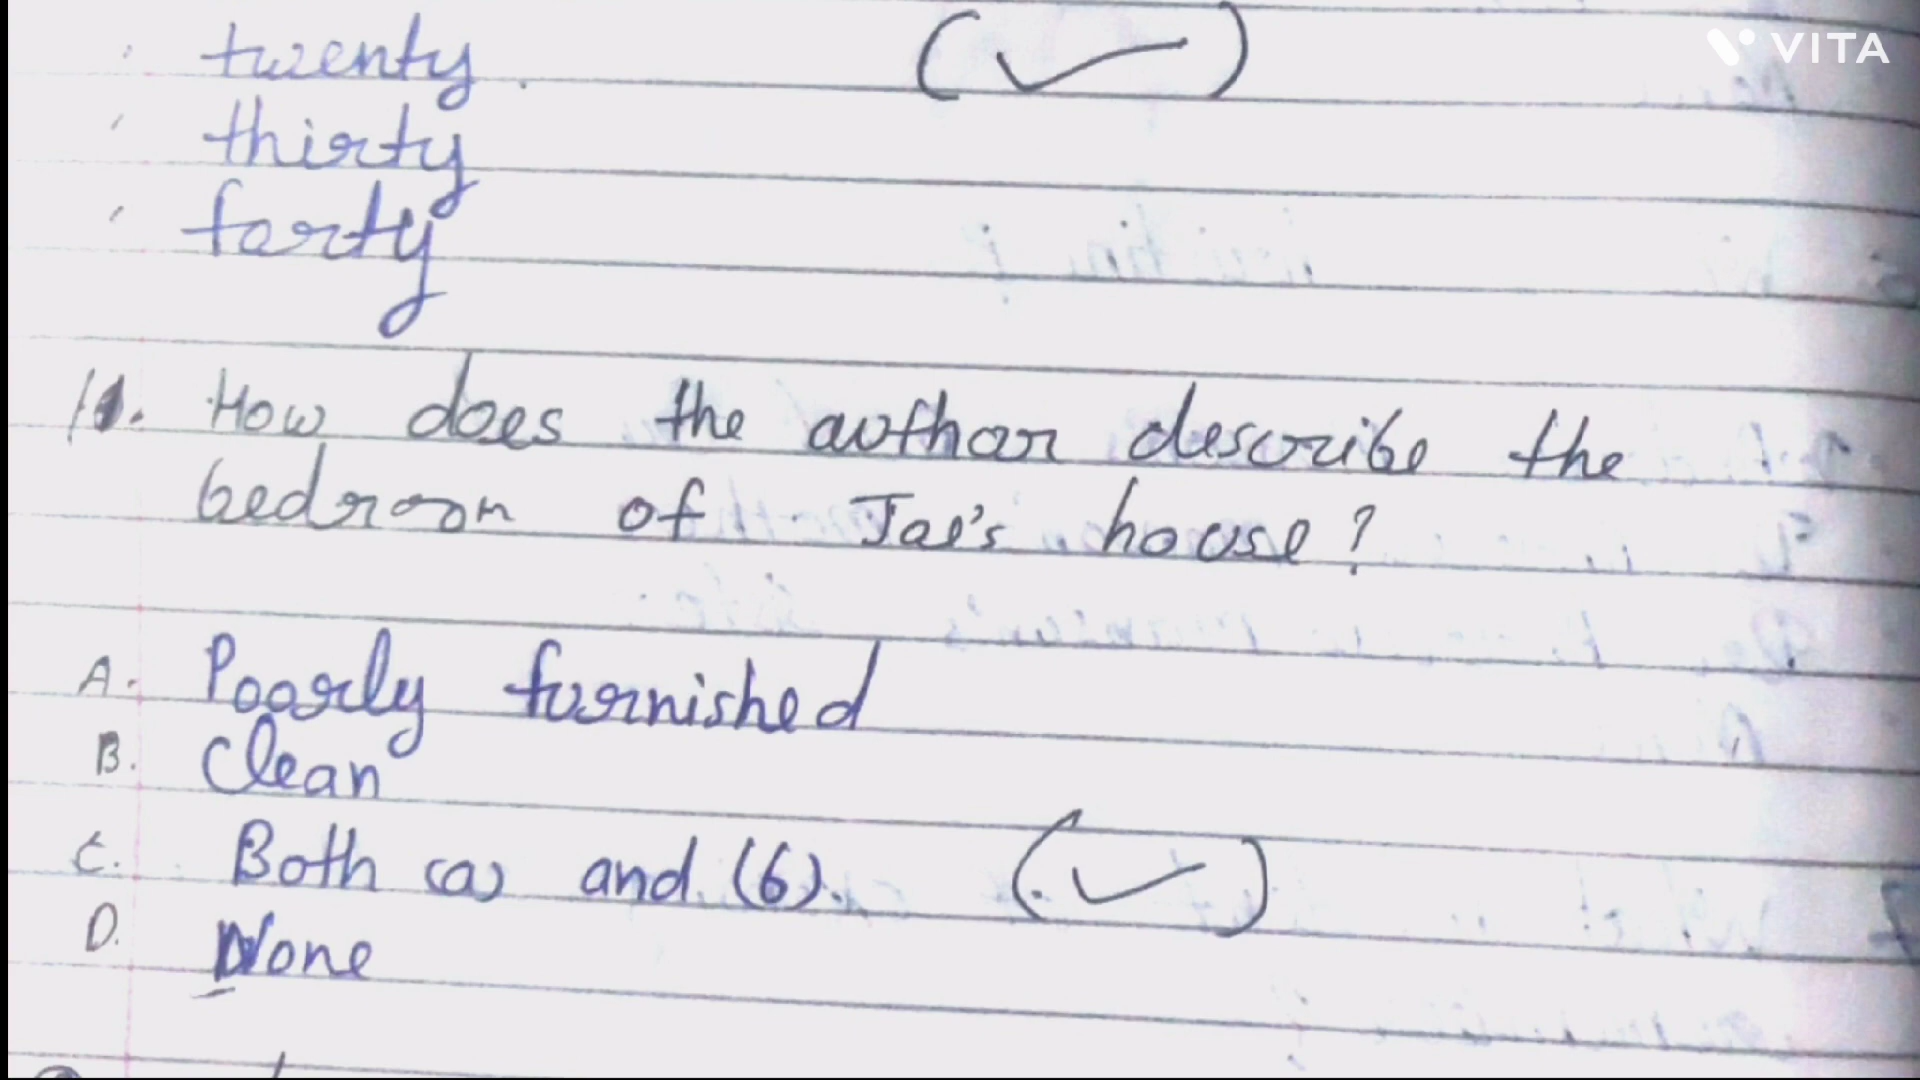 VITA
twenty.
thirty
forty
11. How does the author describe the
bedroom of Joe's house?
A. Poorly furnished
B. Clean
C. Both (a) and (b).
D. None